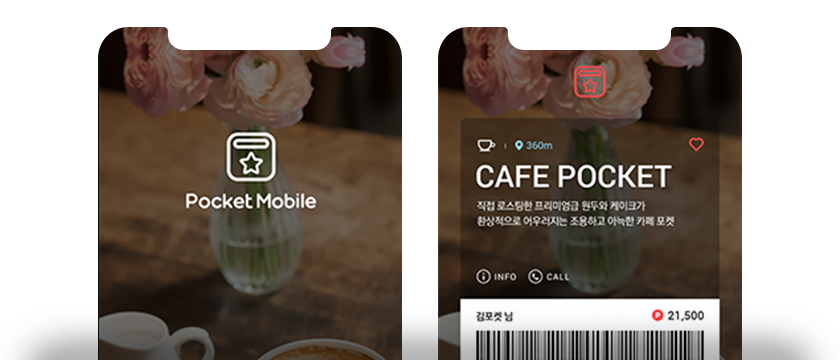 Pocket Mobile
360m
CAFE POCKET
직접 로스팅한 프리미엄급 원두와 케이크가
환상적으로 어우러지는 조용하고 아늑한 카페 포켓
INFO CALL
김포켓 님 P 21,500